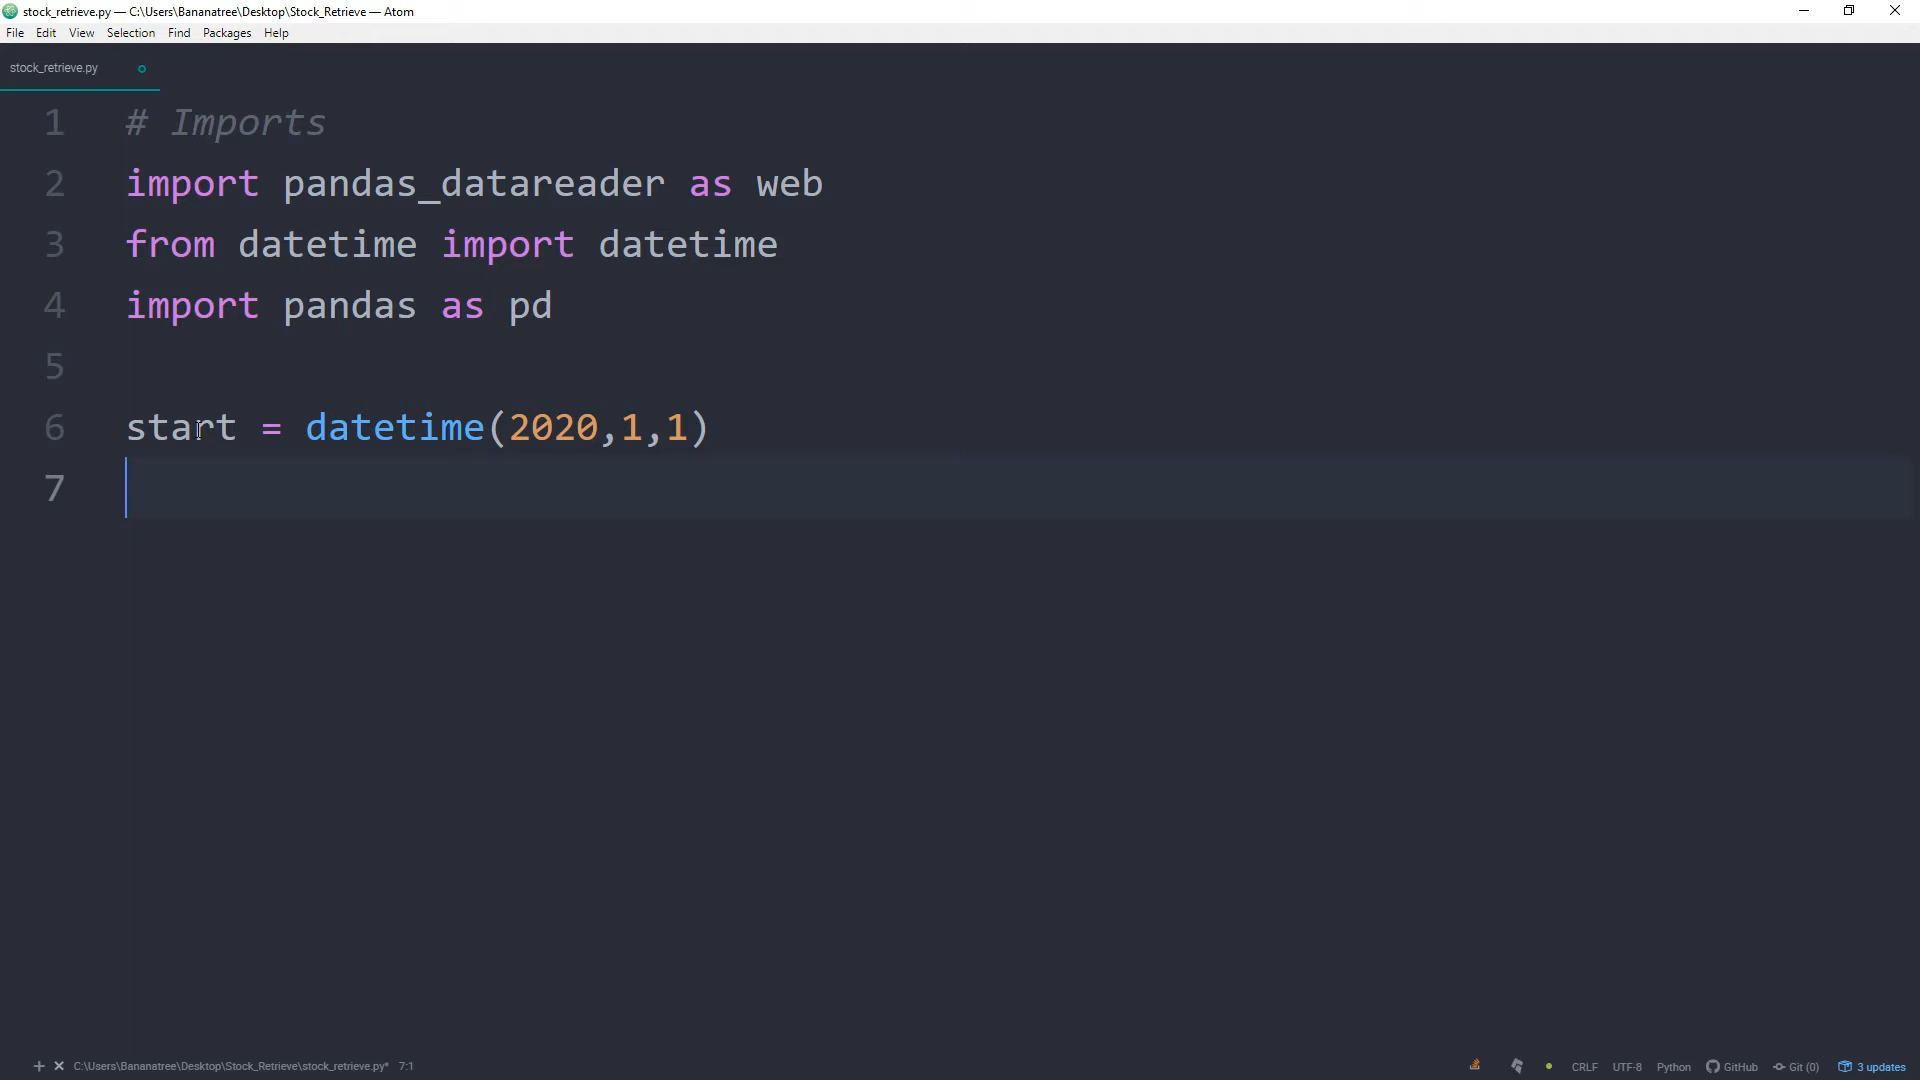 stock_retrieve.py — C:\Users\Bananatree\Desktop\Stock_Retrieve — Atom
File Edit View Selection Find Packages Help
stock_retrieve.py
1 # Imports
2 import pandas_datareader as web
3 from datetime import datetime
4 import pandas as pd
5
6 start = datetime(2020,1,1)
7
C:\Users\Bananatree\Desktop\Stock_Retrieve\stock_retrieve.py* 7:1 CRLF UTF-8 Python GitHub Git (0) 3 updates